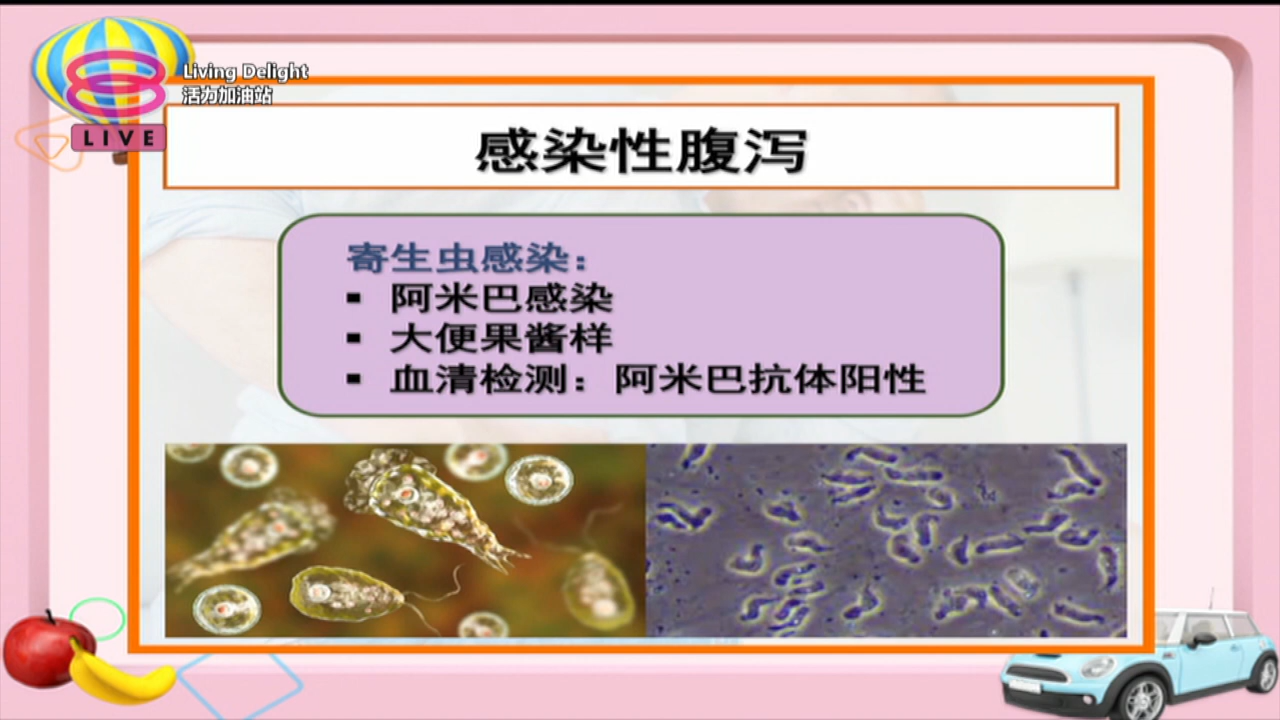 Living Delight
活力加油站
LIVE
感染性腹泻
寄生虫感染：
▪ 阿米巴感染
▪ 大便果酱样
▪ 血清检测：阿米巴抗体阳性